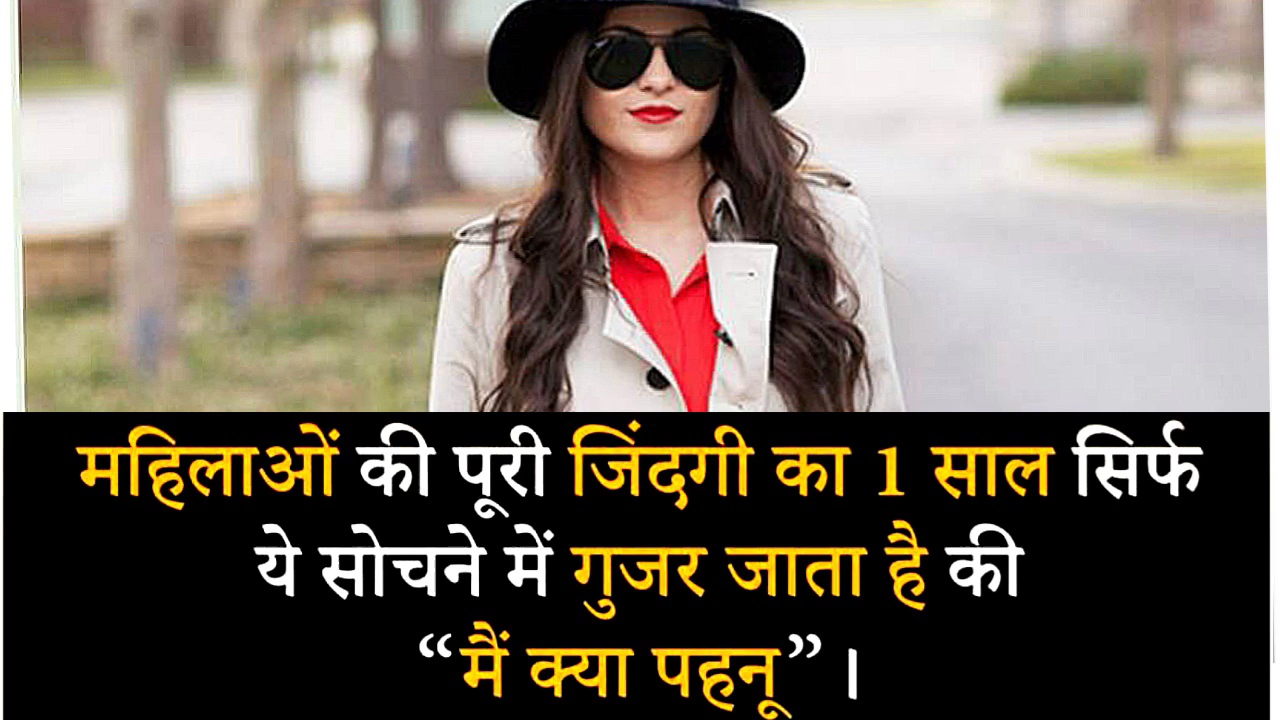 महिलाओं की पूरी जिंदगी का 1 साल सिर्फ
ये सोचने में गुजर जाता है की
“मैं क्या पहनू”।